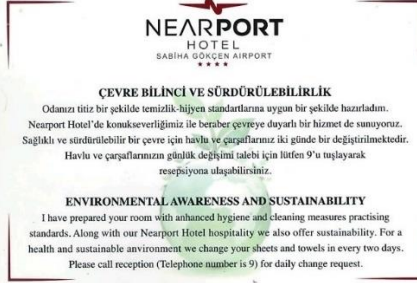 NEARPORT
HOTEL
SABİHA GÖKÇEN AIRPORT
ÇEVRE BİLİNCİ VE SÜRDÜRÜLEBİLİRLİK
Odanızı titiz bir şekilde temizlik-hijyen standartlarına uygun bir şekilde hazırladım.
Nearport Hotel'de konukseverliğimiz ile beraber çevreye duyarlı bir hizmet de sunuyoruz.
Sağlıklı ve sürdürülebilir bir çevre için havlu ve çarşaflarınız iki günde bir değiştirilmektedir.
Havlu ve çarşaflarınızın günlük değişimi talebi için lütfen 9'u tuşlayarak
resepsiyona ulaşabilirsiniz.
ENVIRONMENTAL AWARENESS AND SUSTAINABILITY
I have prepared your room with anhanced hygiene and cleaning measures practising
standards. Along with our Nearport Hotel hospitality we also offer sustainability. For a
health and sustainable anvironment we change your sheets and towels in every two days.
Please call reception (Telephone number is 9) for daily change request.